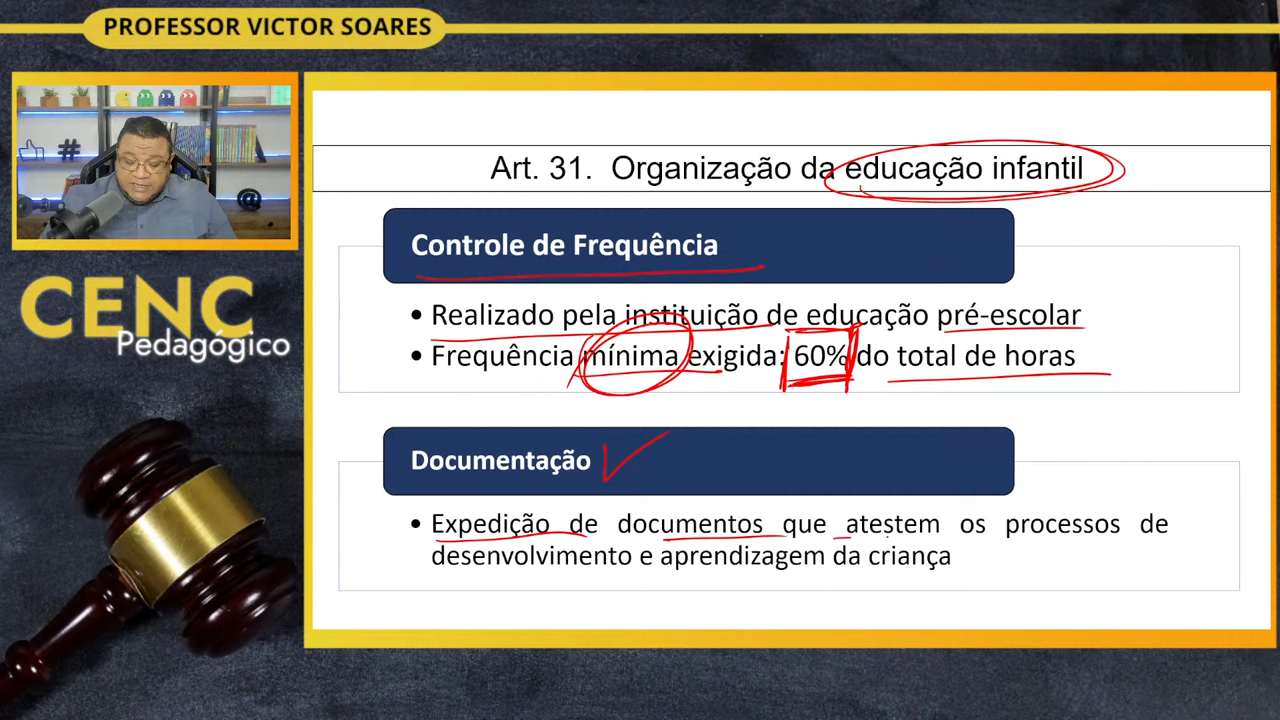 PROFESSOR VICTOR SOARES
CENC
Pedagógico
Art. 31. Organização da educação infantil
Controle de Frequência
• Realizado pela instituição de educação pré-escolar
• Frequência mínima exigida: 60% do total de horas
Documentação
• Expedição de documentos que atestem os processos de
desenvolvimento e aprendizagem da criança